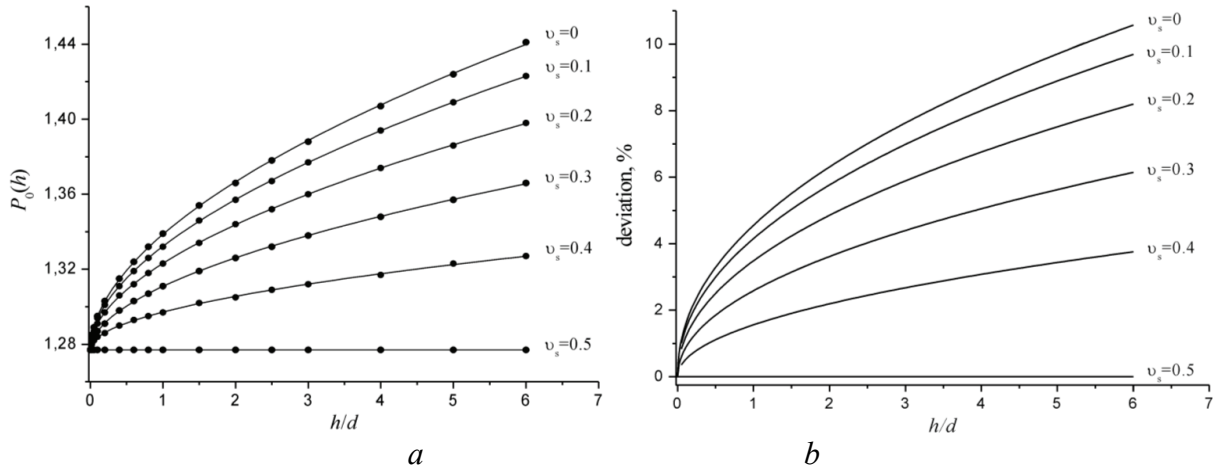 1,44
1,40
1,36
1,32
1,28
P₀(h)
0 1 2 3 4 5 6 7
h/d
υₛ=0
υₛ=0.1
υₛ=0.2
υₛ=0.3
υₛ=0.4
υₛ=0.5
a
10
8
6
4
2
0
deviation, %
0 1 2 3 4 5 6 7
h/d
υₛ=0
υₛ=0.1
υₛ=0.2
υₛ=0.3
υₛ=0.4
υₛ=0.5
b